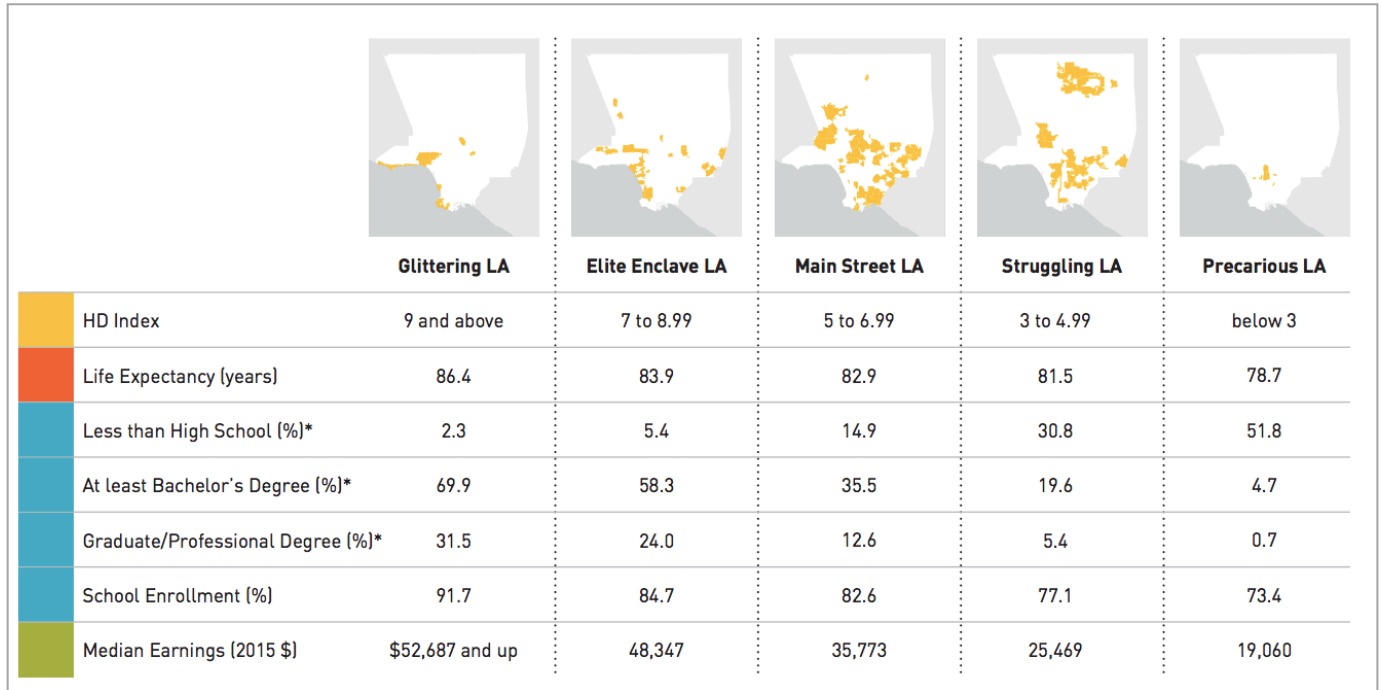 Glittering LA Elite Enclave LA Main Street LA Struggling LA Precarious LA
HD Index 9 and above 7 to 8.99 5 to 6.99 3 to 4.99 below 3
Life Expectancy (years) 86.4 83.9 82.9 81.5 78.7
Less than High School (%)* 2.3 5.4 14.9 30.8 51.8
At least Bachelor's Degree (%)* 69.9 58.3 35.5 19.6 4.7
Graduate/Professional Degree (%)* 31.5 24.0 12.6 5.4 0.7
School Enrollment (%) 91.7 84.7 82.6 77.1 73.4
Median Earnings (2015 $) $52,687 and up 48,347 35,773 25,469 19,060